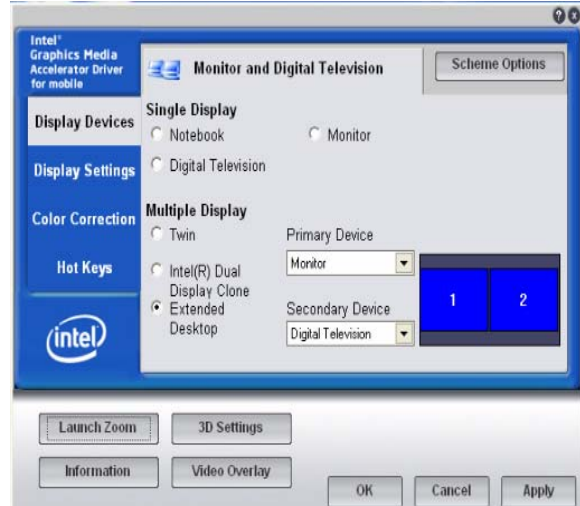 Intel®
Graphics Media
Accelerator Driver
for mobile
Monitor and Digital Television
Scheme Options
Display Devices
Display Settings
Color Correction
Hot Keys
intel
Single Display
Notebook
Monitor
Digital Television
Multiple Display
Twin
Intel(R) Dual
Display Clone
Extended
Desktop
Primary Device
Monitor
Secondary Device
Digital Television
1 2
Launch Zoom
3D Settings
Information
Video Overlay
OK
Cancel
Apply